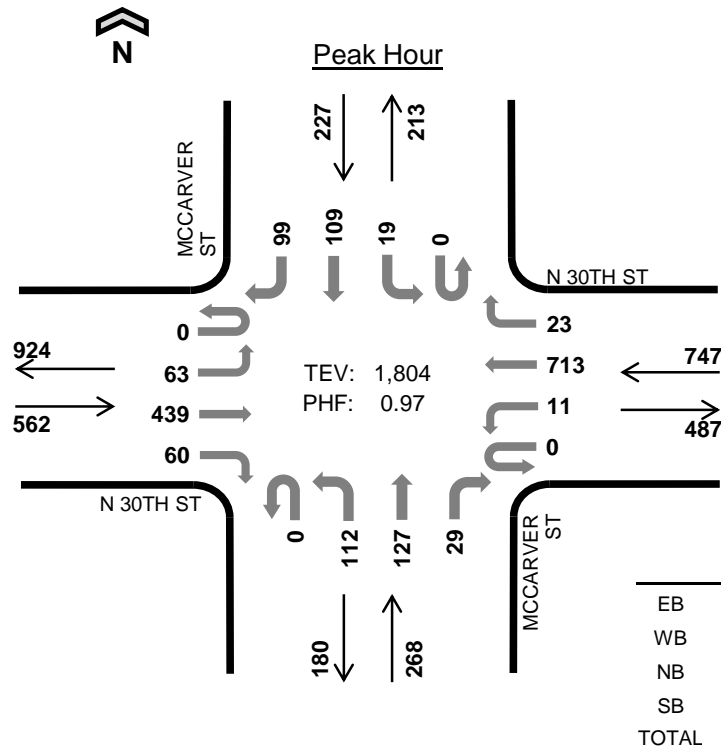 N
Peak Hour
227
213
MCCARVER
ST
99
109
19
0
N 30TH ST
0
23
924
63
TEV: 1,804
713
747
562
439
PHF: 0.97
11
487
60
0
N 30TH ST
0
112
127
29
MCCARVER
ST
180
268
EB
WB
NB
SB
TOTAL